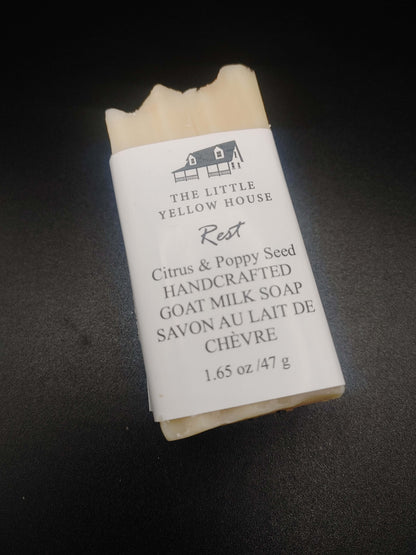 THE LITTLE
YELLOW HOUSE
Rest
Citrus & Poppy Seed
HANDCRAFTED
GOAT MILK SOAP
SAVON AU LAIT DE
CHÈVRE
1.65 oz /47 g